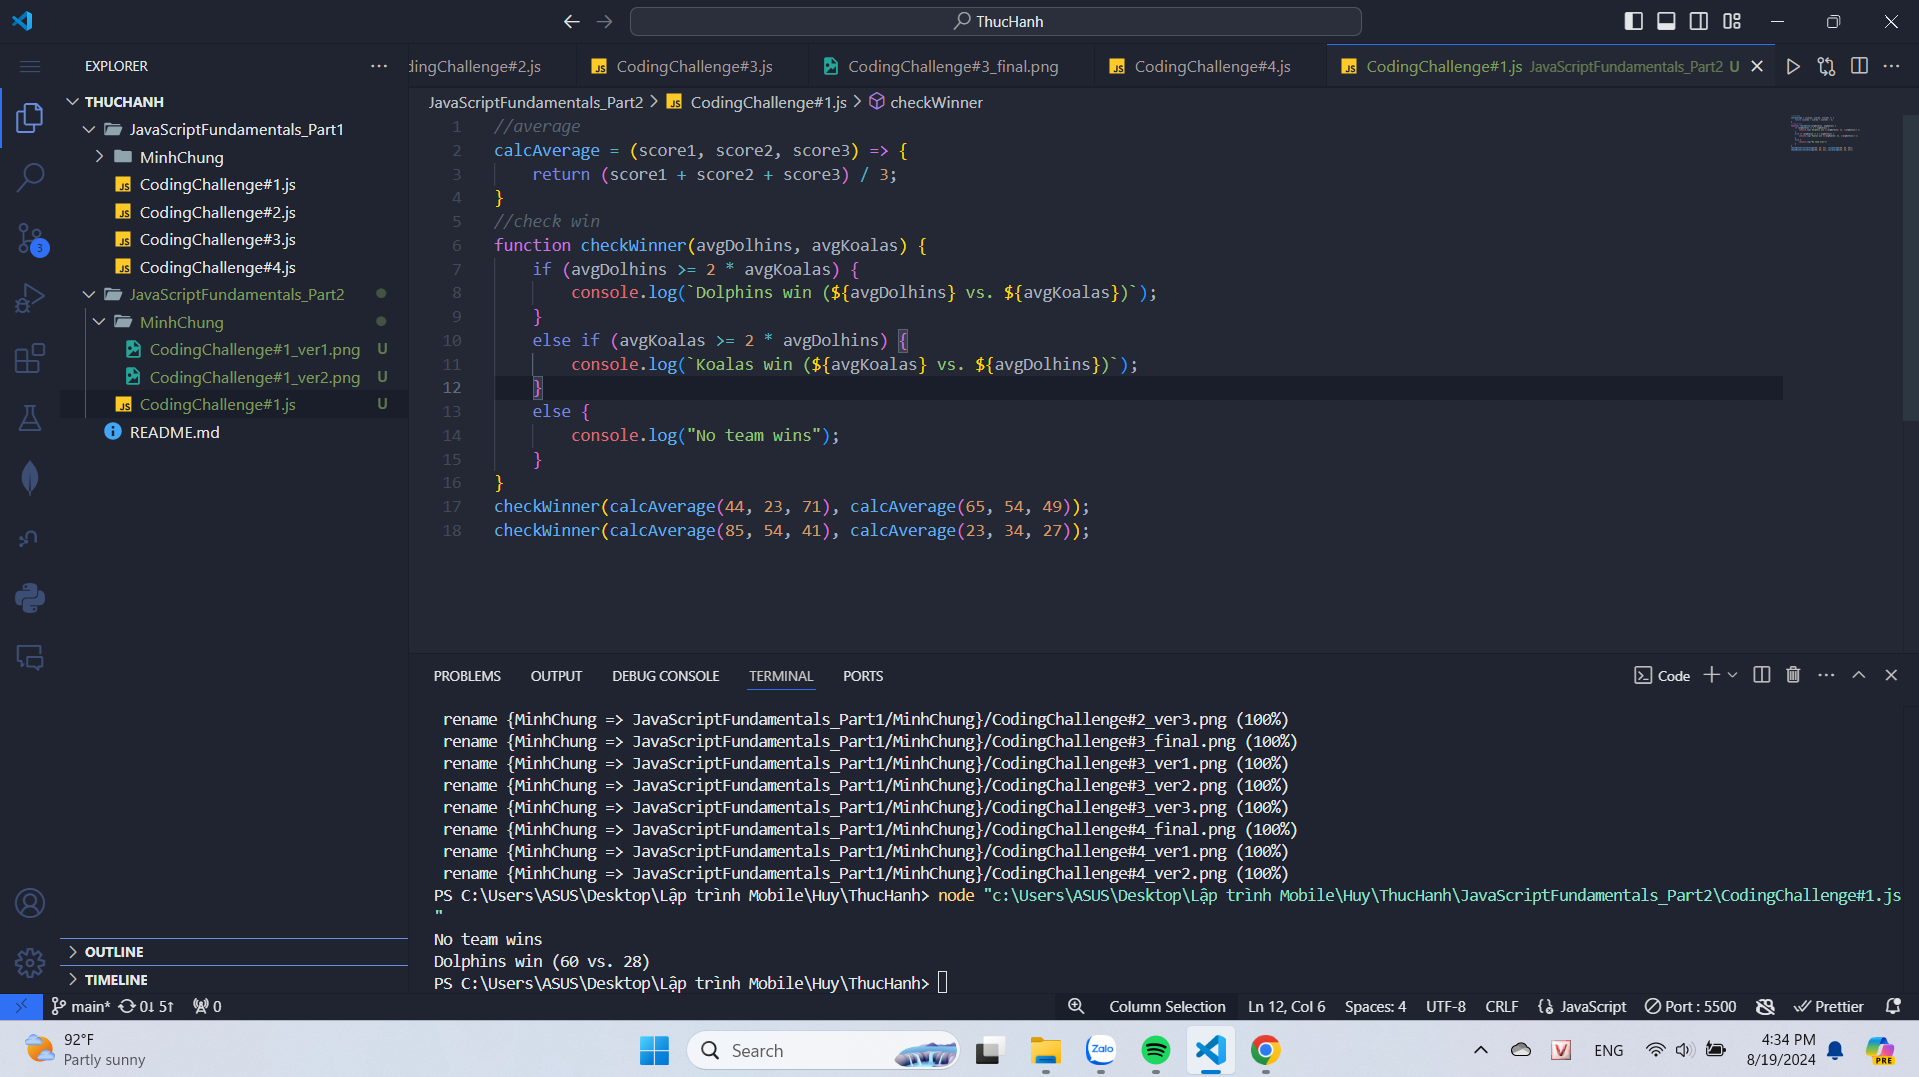 ThucHanh
EXPLORER
THUCHANH
JavaScriptFundamentals_Part1
MinhChung
JS CodingChallenge#1.js
JS CodingChallenge#2.js
JS CodingChallenge#3.js
JS CodingChallenge#4.js
JavaScriptFundamentals_Part2
MinhChung
CodingChallenge#1_ver1.png U
CodingChallenge#1_ver2.png U
JS CodingChallenge#1.js U
README.md
OUTLINE
TIMELINE
3
dingChallenge#2.js
JS CodingChallenge#3.js
CodingChallenge#3_final.png
JS CodingChallenge#4.js
JS CodingChallenge#1.js JavaScriptFundamentals_Part2 U
JavaScriptFundamentals_Part2 > JS CodingChallenge#1.js > checkWinner
1 //average
2 calcAverage = (score1, score2, score3) => {
3 return (score1 + score2 + score3) / 3;
4 }
5 //check win
6 function checkWinner(avgDolhins, avgKoalas) {
7 if (avgDolhins >= 2 * avgKoalas) {
8 console.log(`Dolphins win (${avgDolhins} vs. ${avgKoalas})`);
9 }
10 else if (avgKoalas >= 2 * avgDolhins) {
11 console.log(`Koalas win (${avgKoalas} vs. ${avgDolhins})`);
12 }
13 else {
14 console.log("No team wins");
15 }
16 }
17 checkWinner(calcAverage(44, 23, 71), calcAverage(65, 54, 49));
18 checkWinner(calcAverage(85, 54, 41), calcAverage(23, 34, 27));
PROBLEMS OUTPUT DEBUG CONSOLE TERMINAL PORTS
Code
rename {MinhChung => JavaScriptFundamentals_Part1/MinhChung}/CodingChallenge#2_ver3.png (100%)
rename {MinhChung => JavaScriptFundamentals_Part1/MinhChung}/CodingChallenge#3_final.png (100%)
rename {MinhChung => JavaScriptFundamentals_Part1/MinhChung}/CodingChallenge#3_ver1.png (100%)
rename {MinhChung => JavaScriptFundamentals_Part1/MinhChung}/CodingChallenge#3_ver2.png (100%)
rename {MinhChung => JavaScriptFundamentals_Part1/MinhChung}/CodingChallenge#3_ver3.png (100%)
rename {MinhChung => JavaScriptFundamentals_Part1/MinhChung}/CodingChallenge#4_final.png (100%)
rename {MinhChung => JavaScriptFundamentals_Part1/MinhChung}/CodingChallenge#4_ver1.png (100%)
rename {MinhChung => JavaScriptFundamentals_Part1/MinhChung}/CodingChallenge#4_ver2.png (100%)
PS C:\Users\ASUS\Desktop\Lập trình Mobile\Huy\ThucHanh> node "c:\Users\ASUS\Desktop\Lập trình Mobile\Huy\ThucHanh\JavaScriptFundamentals_Part2\CodingChallenge#1.js
"
No team wins
Dolphins win (60 vs. 28)
PS C:\Users\ASUS\Desktop\Lập trình Mobile\Huy\ThucHanh>
main* 0↓ 5↑ 0
Column Selection Ln 12, Col 6 Spaces: 4 UTF-8 CRLF {} JavaScript Port : 5500 Prettier
92°F
Partly sunny
Search
Zalo
V
ENG
4:34 PM
8/19/2024
PRE